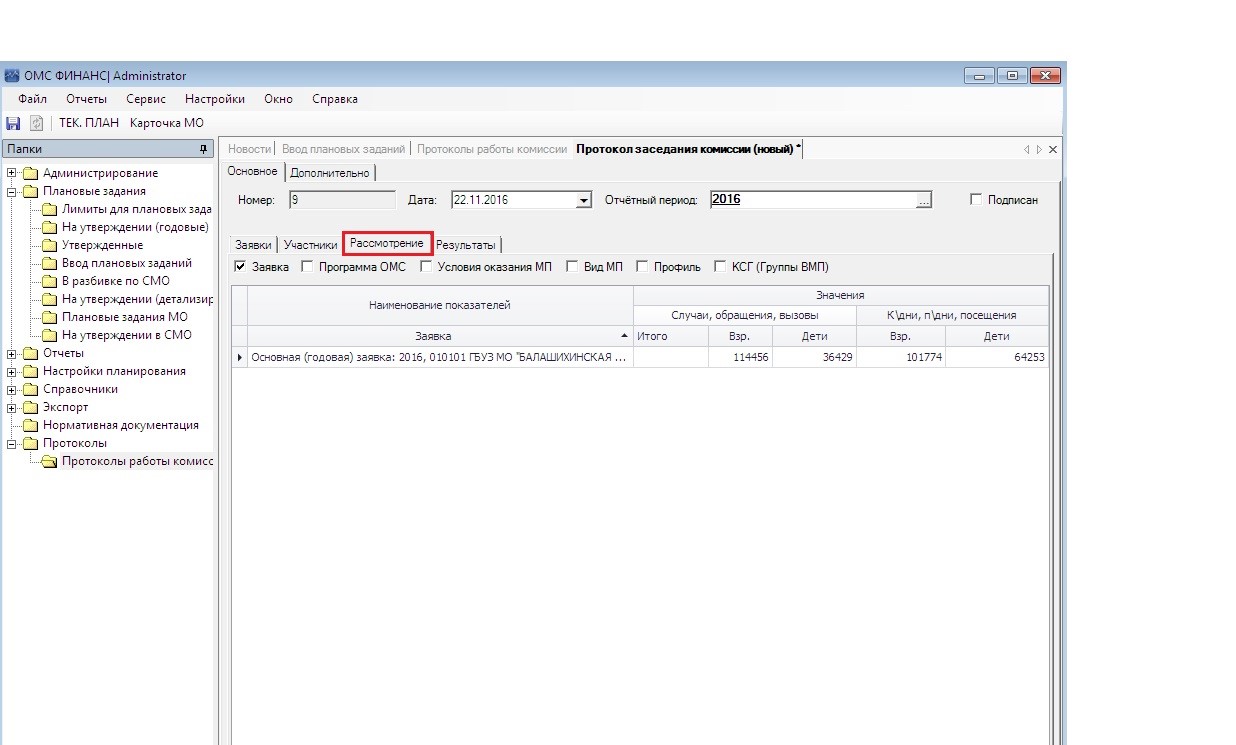 ОМС ФИНАНС| Administrator
Файл Отчеты Сервис Настройки Окно Справка
ТЕК. ПЛАН Карточка МО
Папки
Администрирование
Плановые задания
Лимиты для плановых зада
На утверждении (годовые)
Утвержденные
Ввод плановых заданий
В разбивке по СМО
На утверждении (детализир
Плановые задания МО
На утверждении в СМО
Отчеты
Настройки планирования
Справочники
Экспорт
Нормативная документация
Протоколы
Протоколы работы комисс
Новости Ввод плановых заданий Протоколы работы комиссии Протокол заседания комиссии (новый) *
Основное Дополнительно
Номер: 9 Дата: 22.11.2016 Отчётный период: 2016 ... Подписан
Заявки Участники Рассмотрение Результаты
Заявка Программа ОМС Условия оказания МП Вид МП Профиль КСГ (Группы ВМП)
Наименование показателей Значения
Случаи, обращения, вызовы К\дни, п\дни, посещения
Заявка Итого Взр. Дети Взр. Дети
Основная (годовая) заявка: 2016, 010101 ГБУЗ МО "БАЛАШИХИНСКАЯ ... 114456 36429 101774 64253